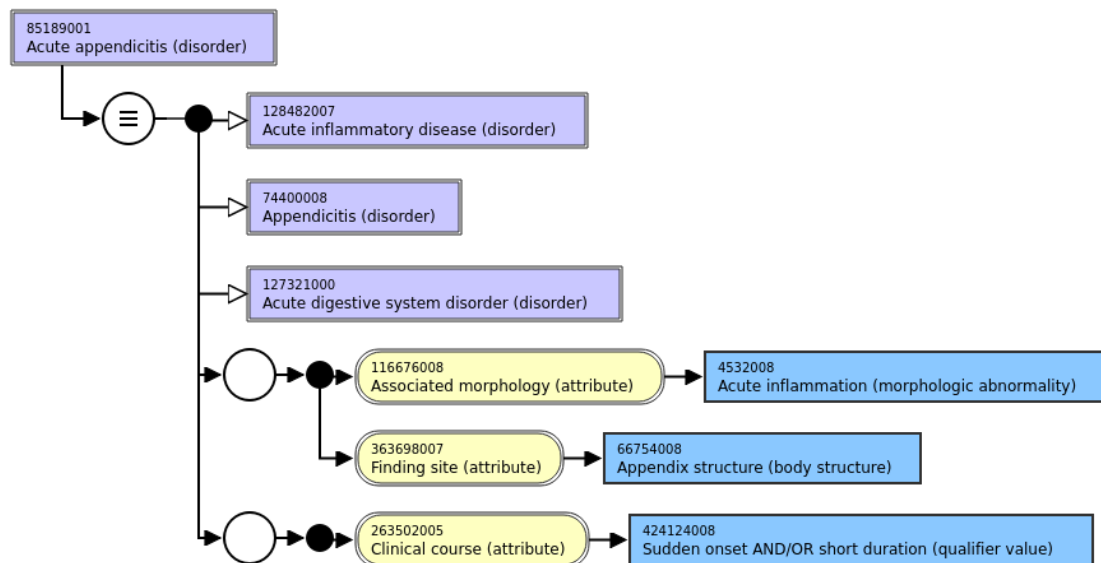 85189001
Acute appendicitis (disorder)
128482007
Acute inflammatory disease (disorder)
74400008
Appendicitis (disorder)
127321000
Acute digestive system disorder (disorder)
116676008
Associated morphology (attribute)
4532008
Acute inflammation (morphologic abnormality)
363698007
Finding site (attribute)
66754008
Appendix structure (body structure)
263502005
Clinical course (attribute)
424124008
Sudden onset AND/OR short duration (qualifier value)